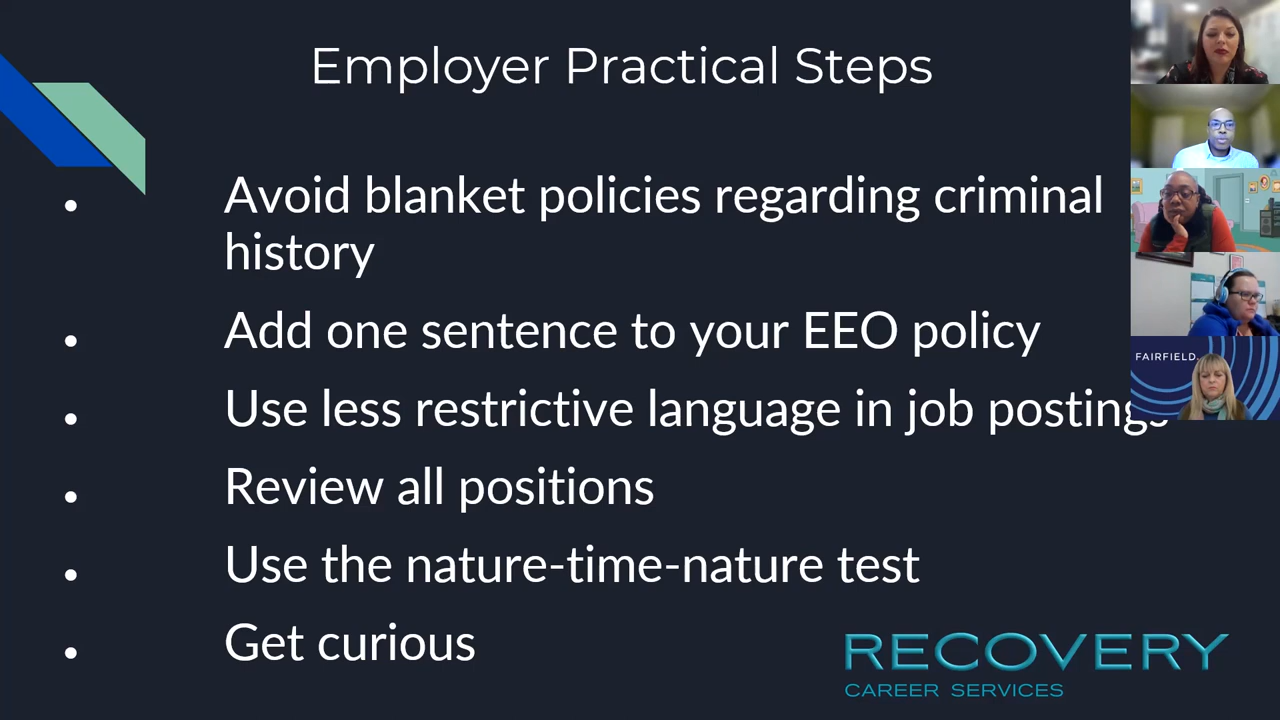 Employer Practical Steps
• Avoid blanket policies regarding criminal
history
• Add one sentence to your EEO policy
• Use less restrictive language in job postings
• Review all positions
• Use the nature-time-nature test
• Get curious
FAIRFIELD.
RECOVERY
CAREER SERVICES